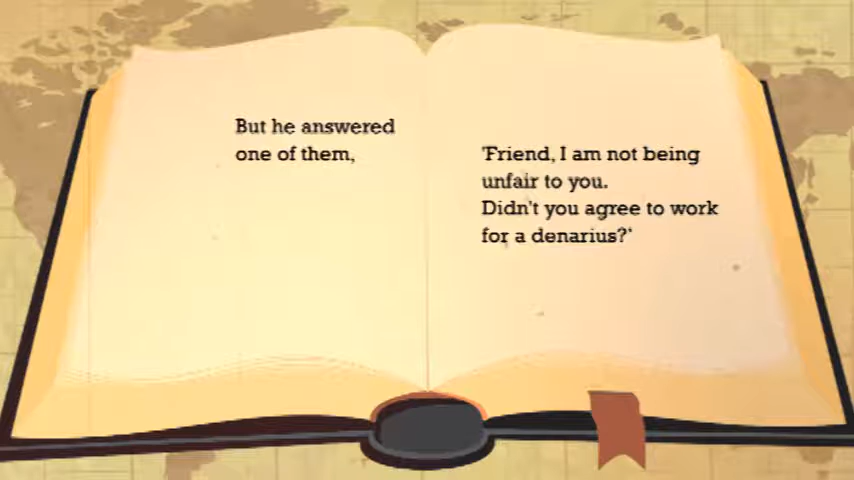 But he answered
one of them,
'Friend, I am not being
unfair to you.
Didn't you agree to work
for a denarius?'